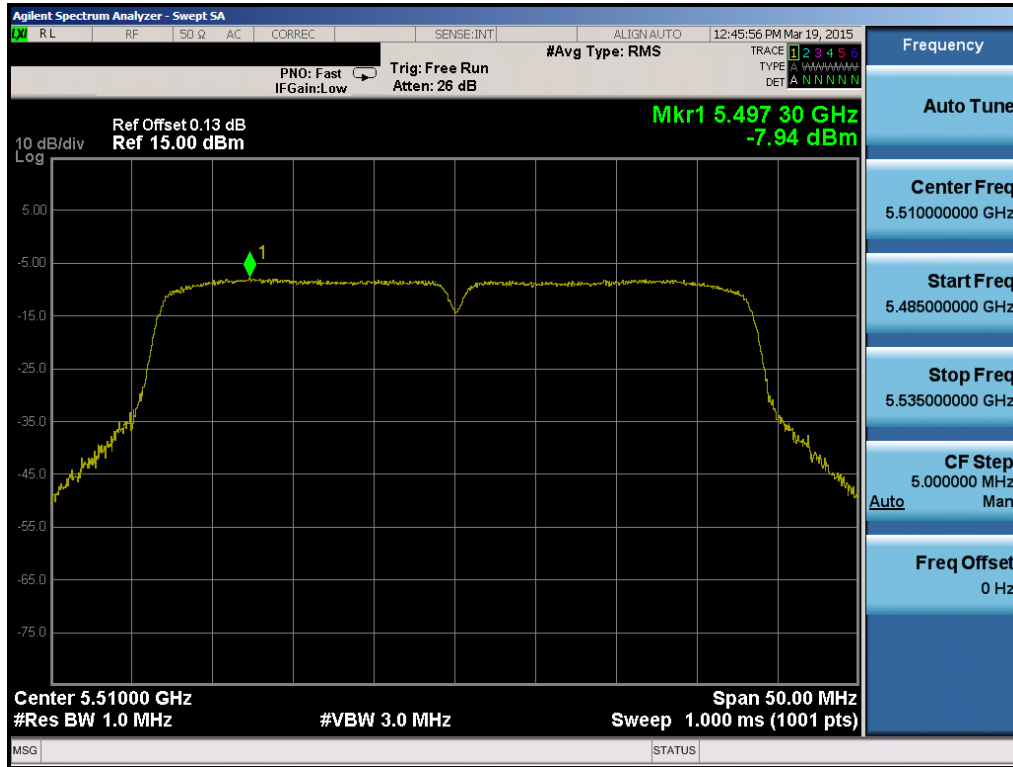 Agilent Spectrum Analyzer - Swept SA
LXI RL RF 50 Ω AC CORREC SENSE:INT ALIGN AUTO 12:45:56 PM Mar 19, 2015
#Avg Type: RMS
TRACE 1 2 3 4 5 6
PNO: Fast Trig: Free Run
TYPE A WWWWW
IFGain:Low Atten: 26 dB
DET A N N N N N
Mkr1 5.497 30 GHz
-7.94 dBm
Ref Offset 0.13 dB
10 dB/div Ref 15.00 dBm
Log
1
5.00
-5.00
-15.0
-25.0
-35.0
-45.0
-55.0
-65.0
-75.0
Center 5.51000 GHz Span 50.00 MHz
#Res BW 1.0 MHz #VBW 3.0 MHz Sweep 1.000 ms (1001 pts)
MSG STATUS
Frequency
Auto Tune
Center Freq
5.510000000 GHz
Start Freq
5.485000000 GHz
Stop Freq
5.535000000 GHz
CF Step
5.000000 MHz
Auto Man
Freq Offset
0 Hz